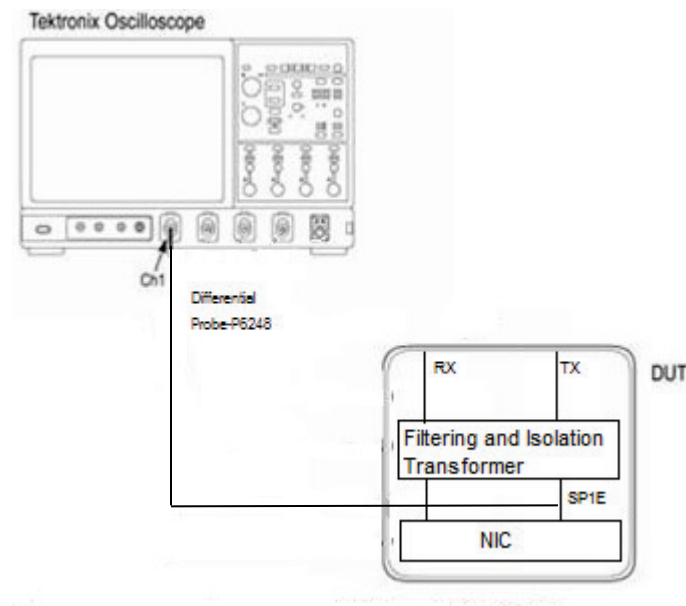 Tektronix Oscilloscope
Ch1
Differential
Probe-P6248
RX
TX
DUT
Filtering and Isolation
Transformer
SP1E
NIC